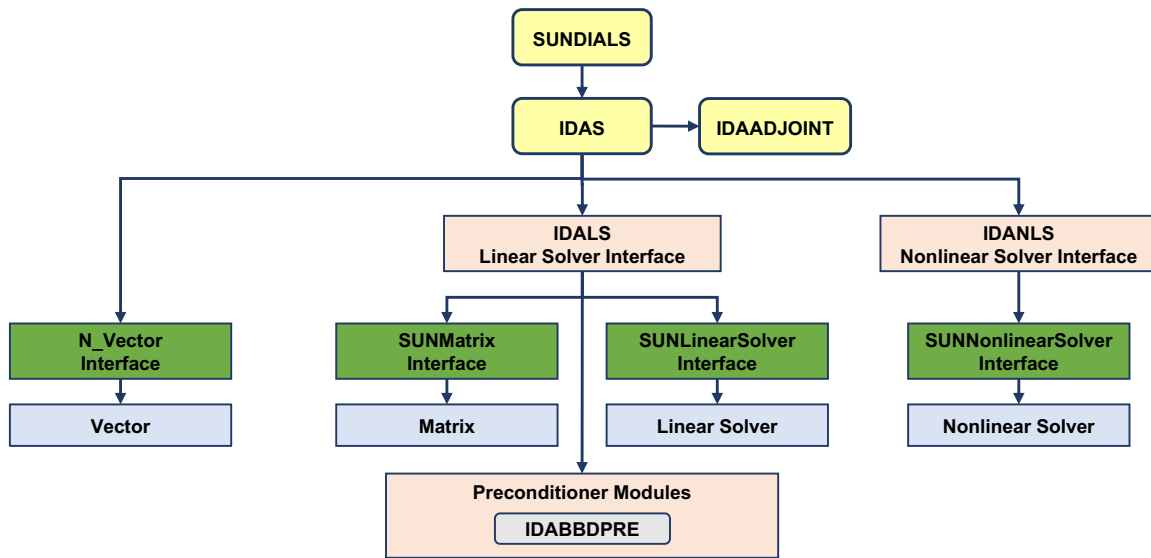 SUNDIALS
IDAS
IDAADJOINT
IDALS
Linear Solver Interface
IDANLS
Nonlinear Solver Interface
N_Vector
Interface
SUNMatrix
Interface
SUNLinearSolver
Interface
SUNNonlinearSolver
Interface
Vector
Matrix
Linear Solver
Nonlinear Solver
Preconditioner Modules
IDABBDPRE